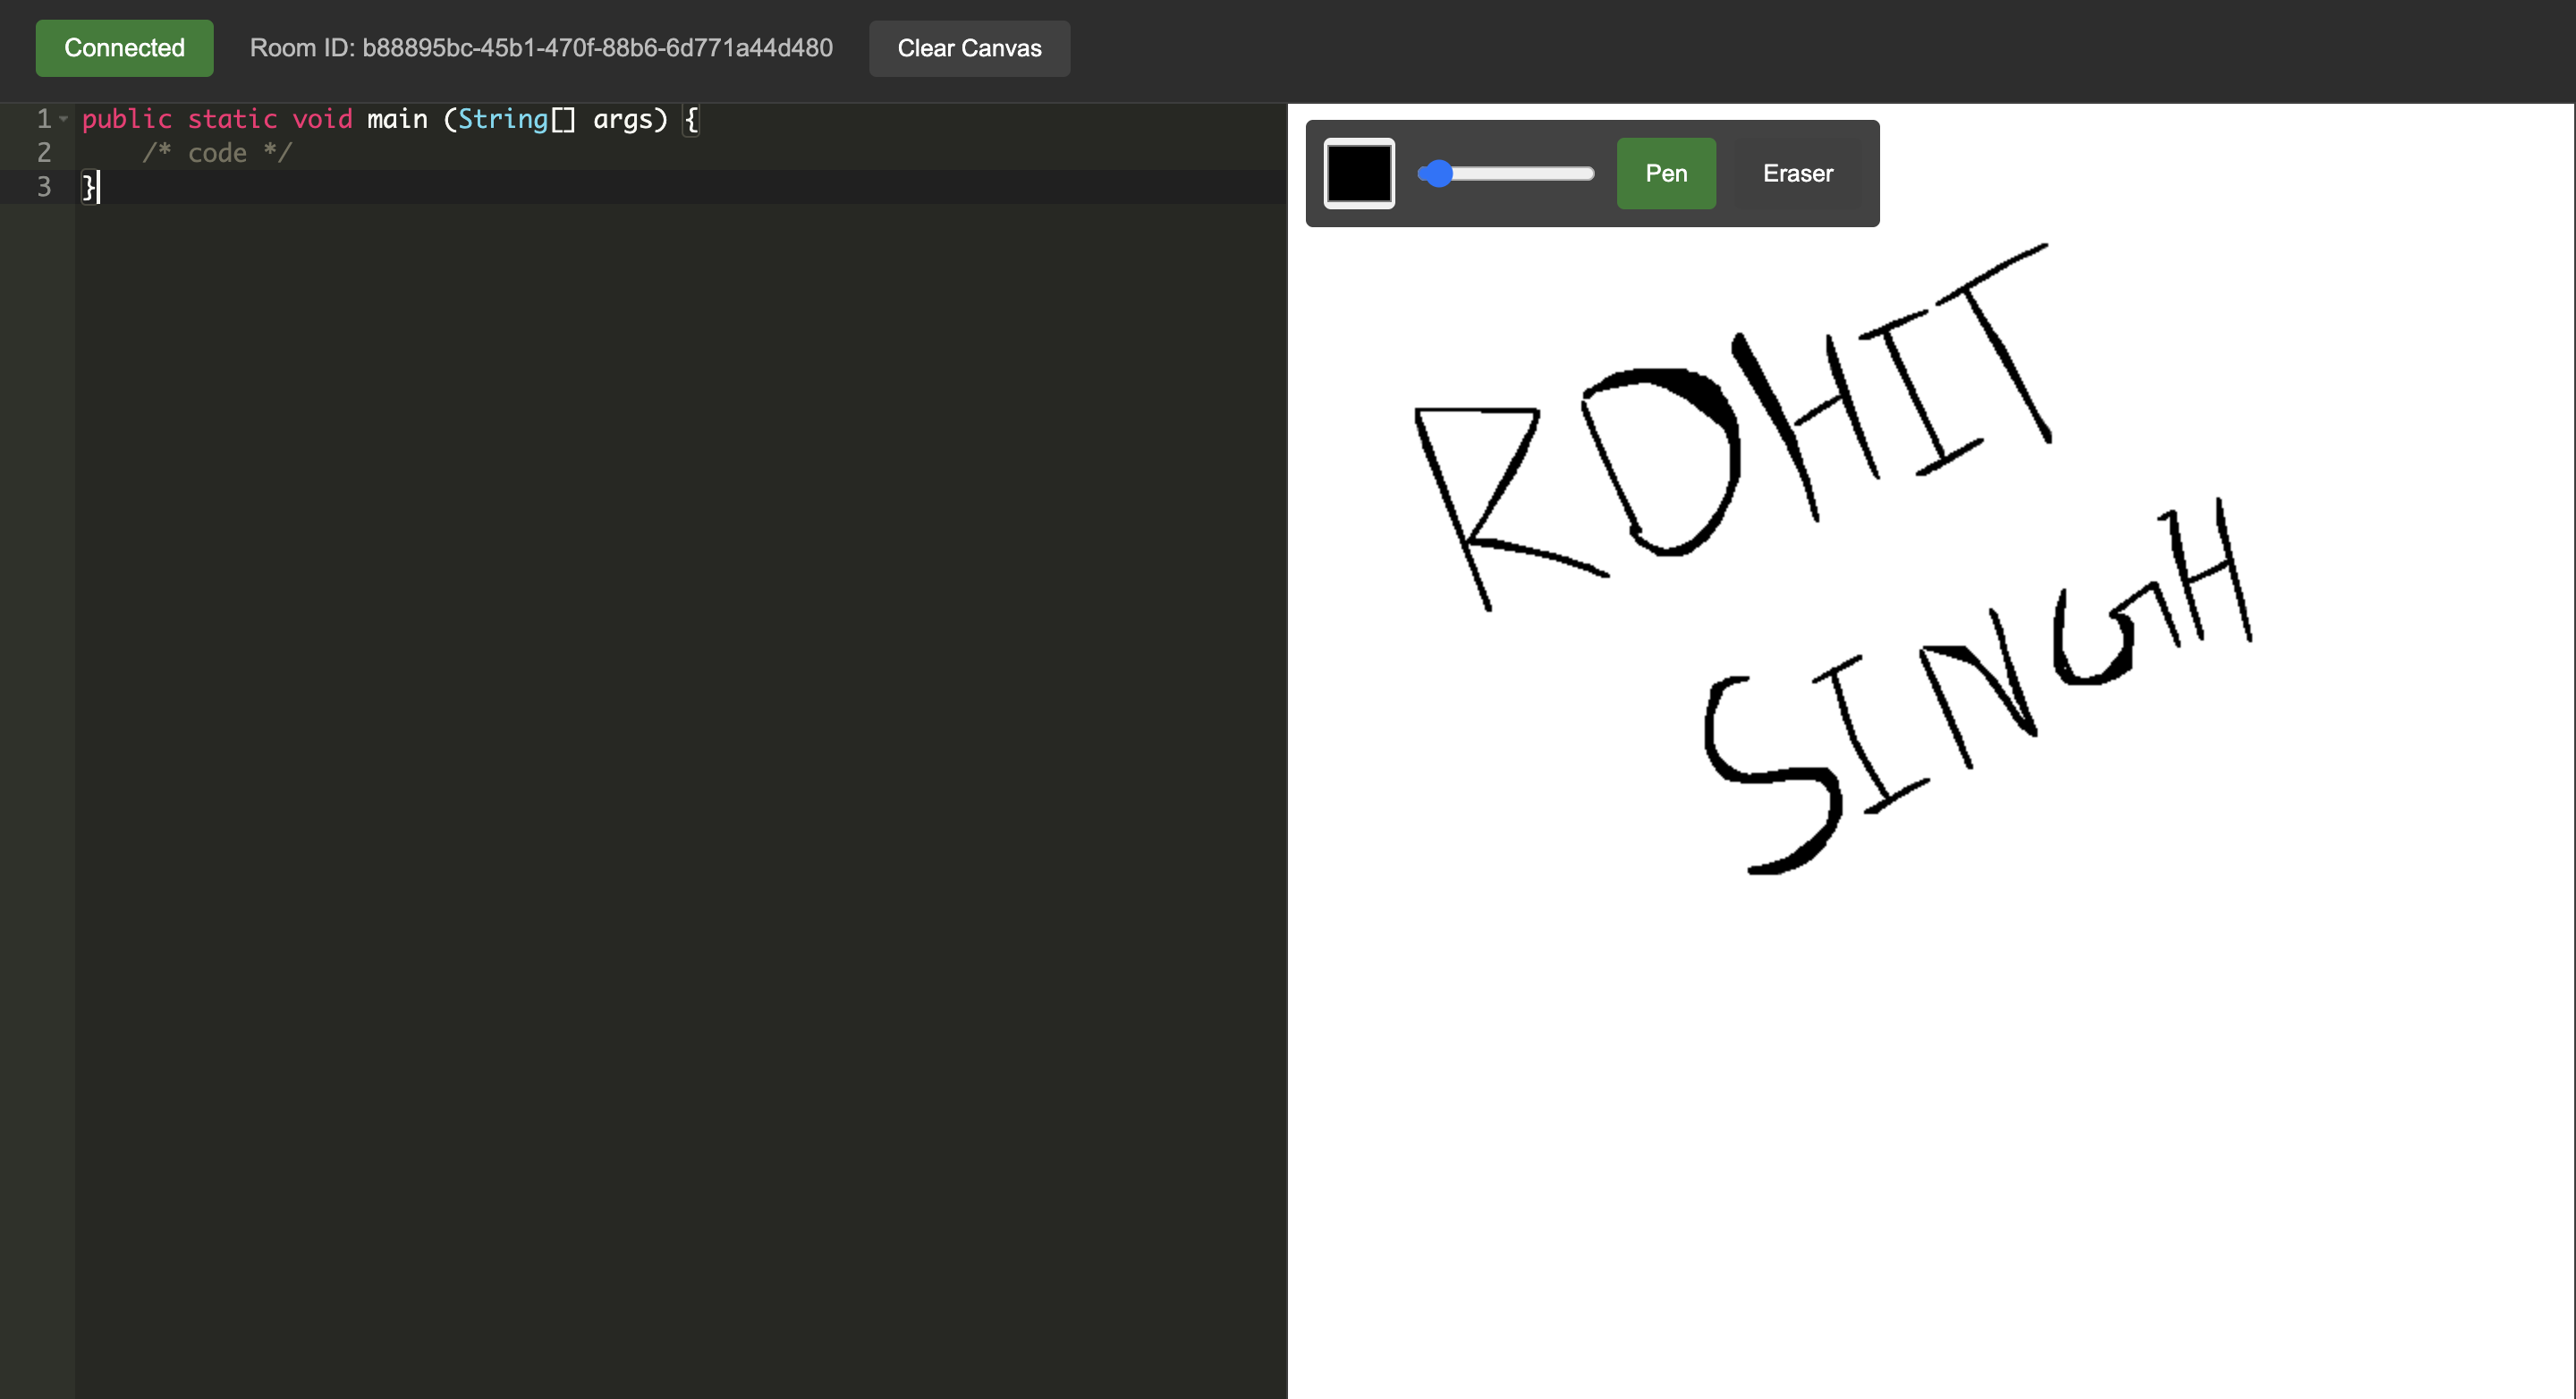 Connected Room ID: b88895bc-45b1-470f-88b6-6d771a44d480 Clear Canvas
1 public static void main (String[] args) {
2 /* code */
3 }
Pen Eraser
ROHIT
SINGH